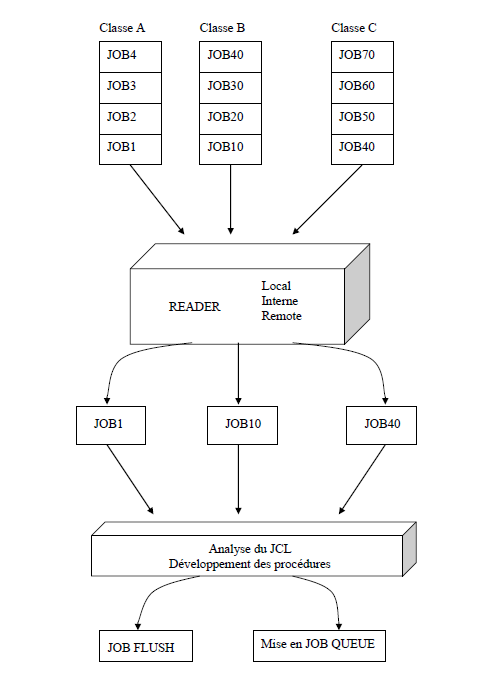 Classe A Classe B Classe C
JOB4 JOB40 JOB70
JOB3 JOB30 JOB60
JOB2 JOB20 JOB50
JOB1 JOB10 JOB40
READER
Local
Interne
Remote
JOB1 JOB10 JOB40
Analyse du JCL
Développement des procédures
JOB FLUSH Mise en JOB QUEUE